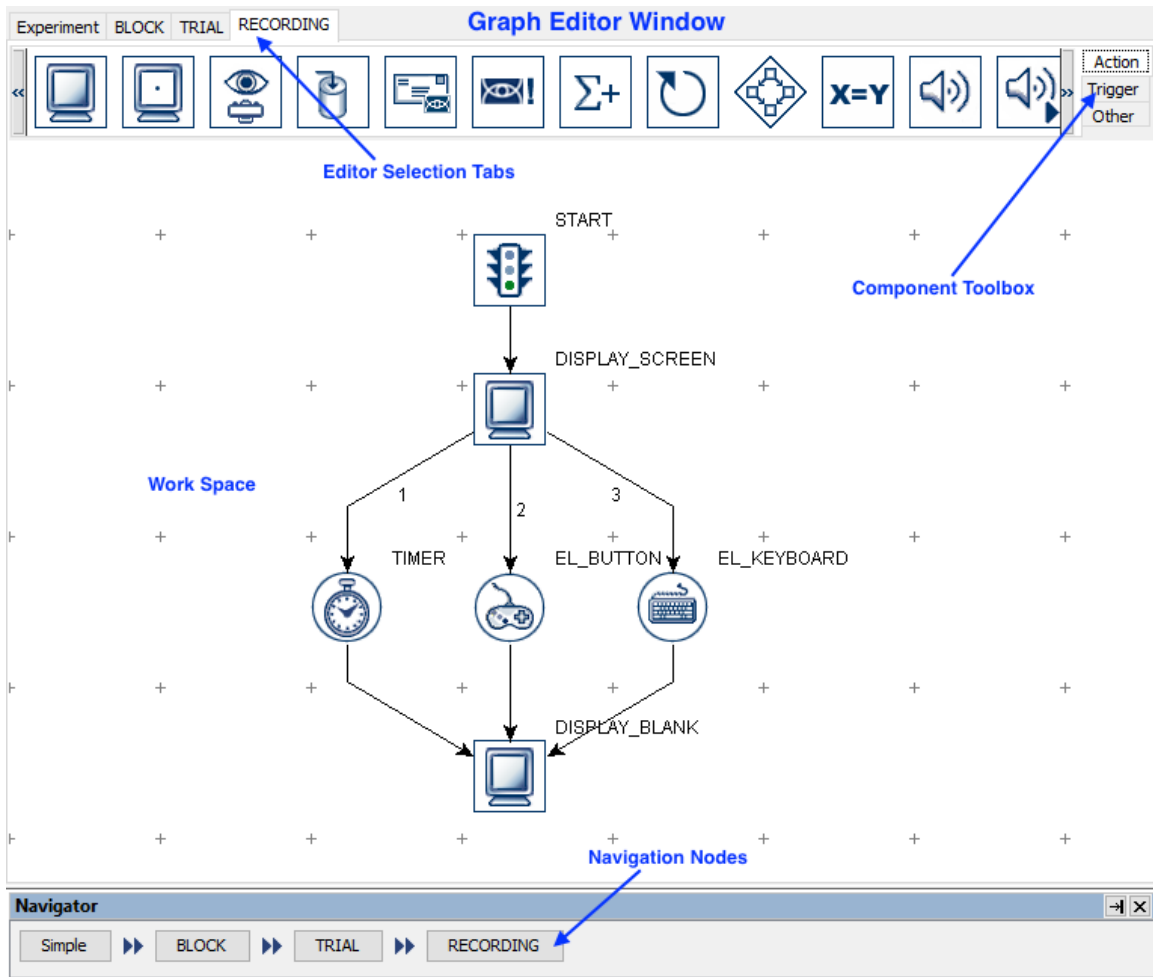 Experiment BLOCK TRIAL RECORDING Graph Editor Window
« X=Y » Action
Trigger
Other
Editor Selection Tabs
START
Component Toolbox
DISPLAY_SCREEN
Work Space
1 2 3
TIMER EL_BUTTON EL_KEYBOARD
DISPLAY_BLANK
Navigation Nodes
Navigator
Simple BLOCK TRIAL RECORDING